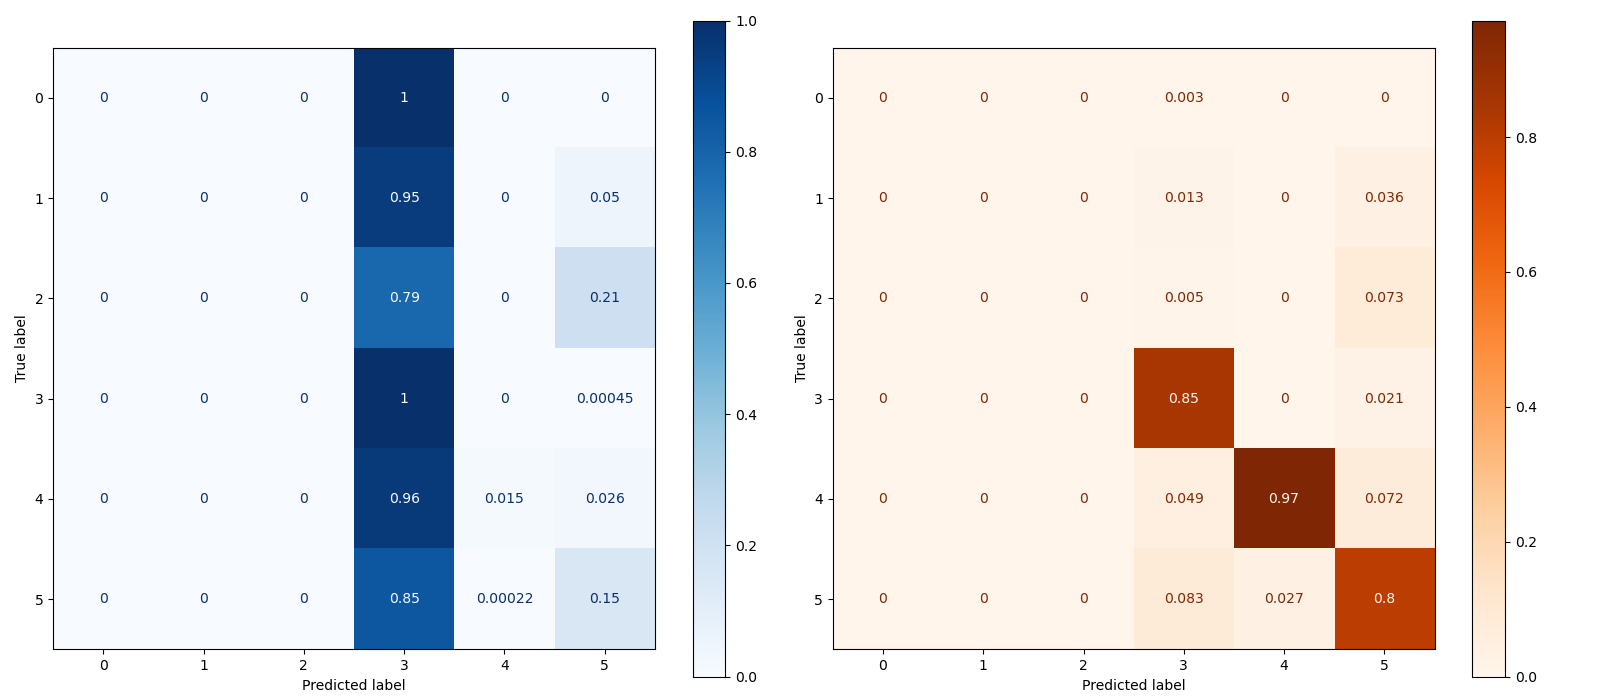 1.0
0 0 0 0 1 0 0
0 0 0 0 0.003 0 0
0.8
0.8
1 0 0 0 0.95 0 0.05
1 0 0 0 0.013 0 0.036
0.6
0.6
2 0 0 0 0.79 0 0.21
2 0 0 0 0.005 0 0.073
True label
True label
0.4
0.4
3 0 0 0 1 0 0.00045
3 0 0 0 0.85 0 0.021
4 0 0 0 0.96 0.015 0.026
4 0 0 0 0.049 0.97 0.072
0.2
0.2
5 0 0 0 0.85 0.00022 0.15
5 0 0 0 0.083 0.027 0.8
0.0
0.0
0 1 2 3 4 5
0 1 2 3 4 5
Predicted label
Predicted label